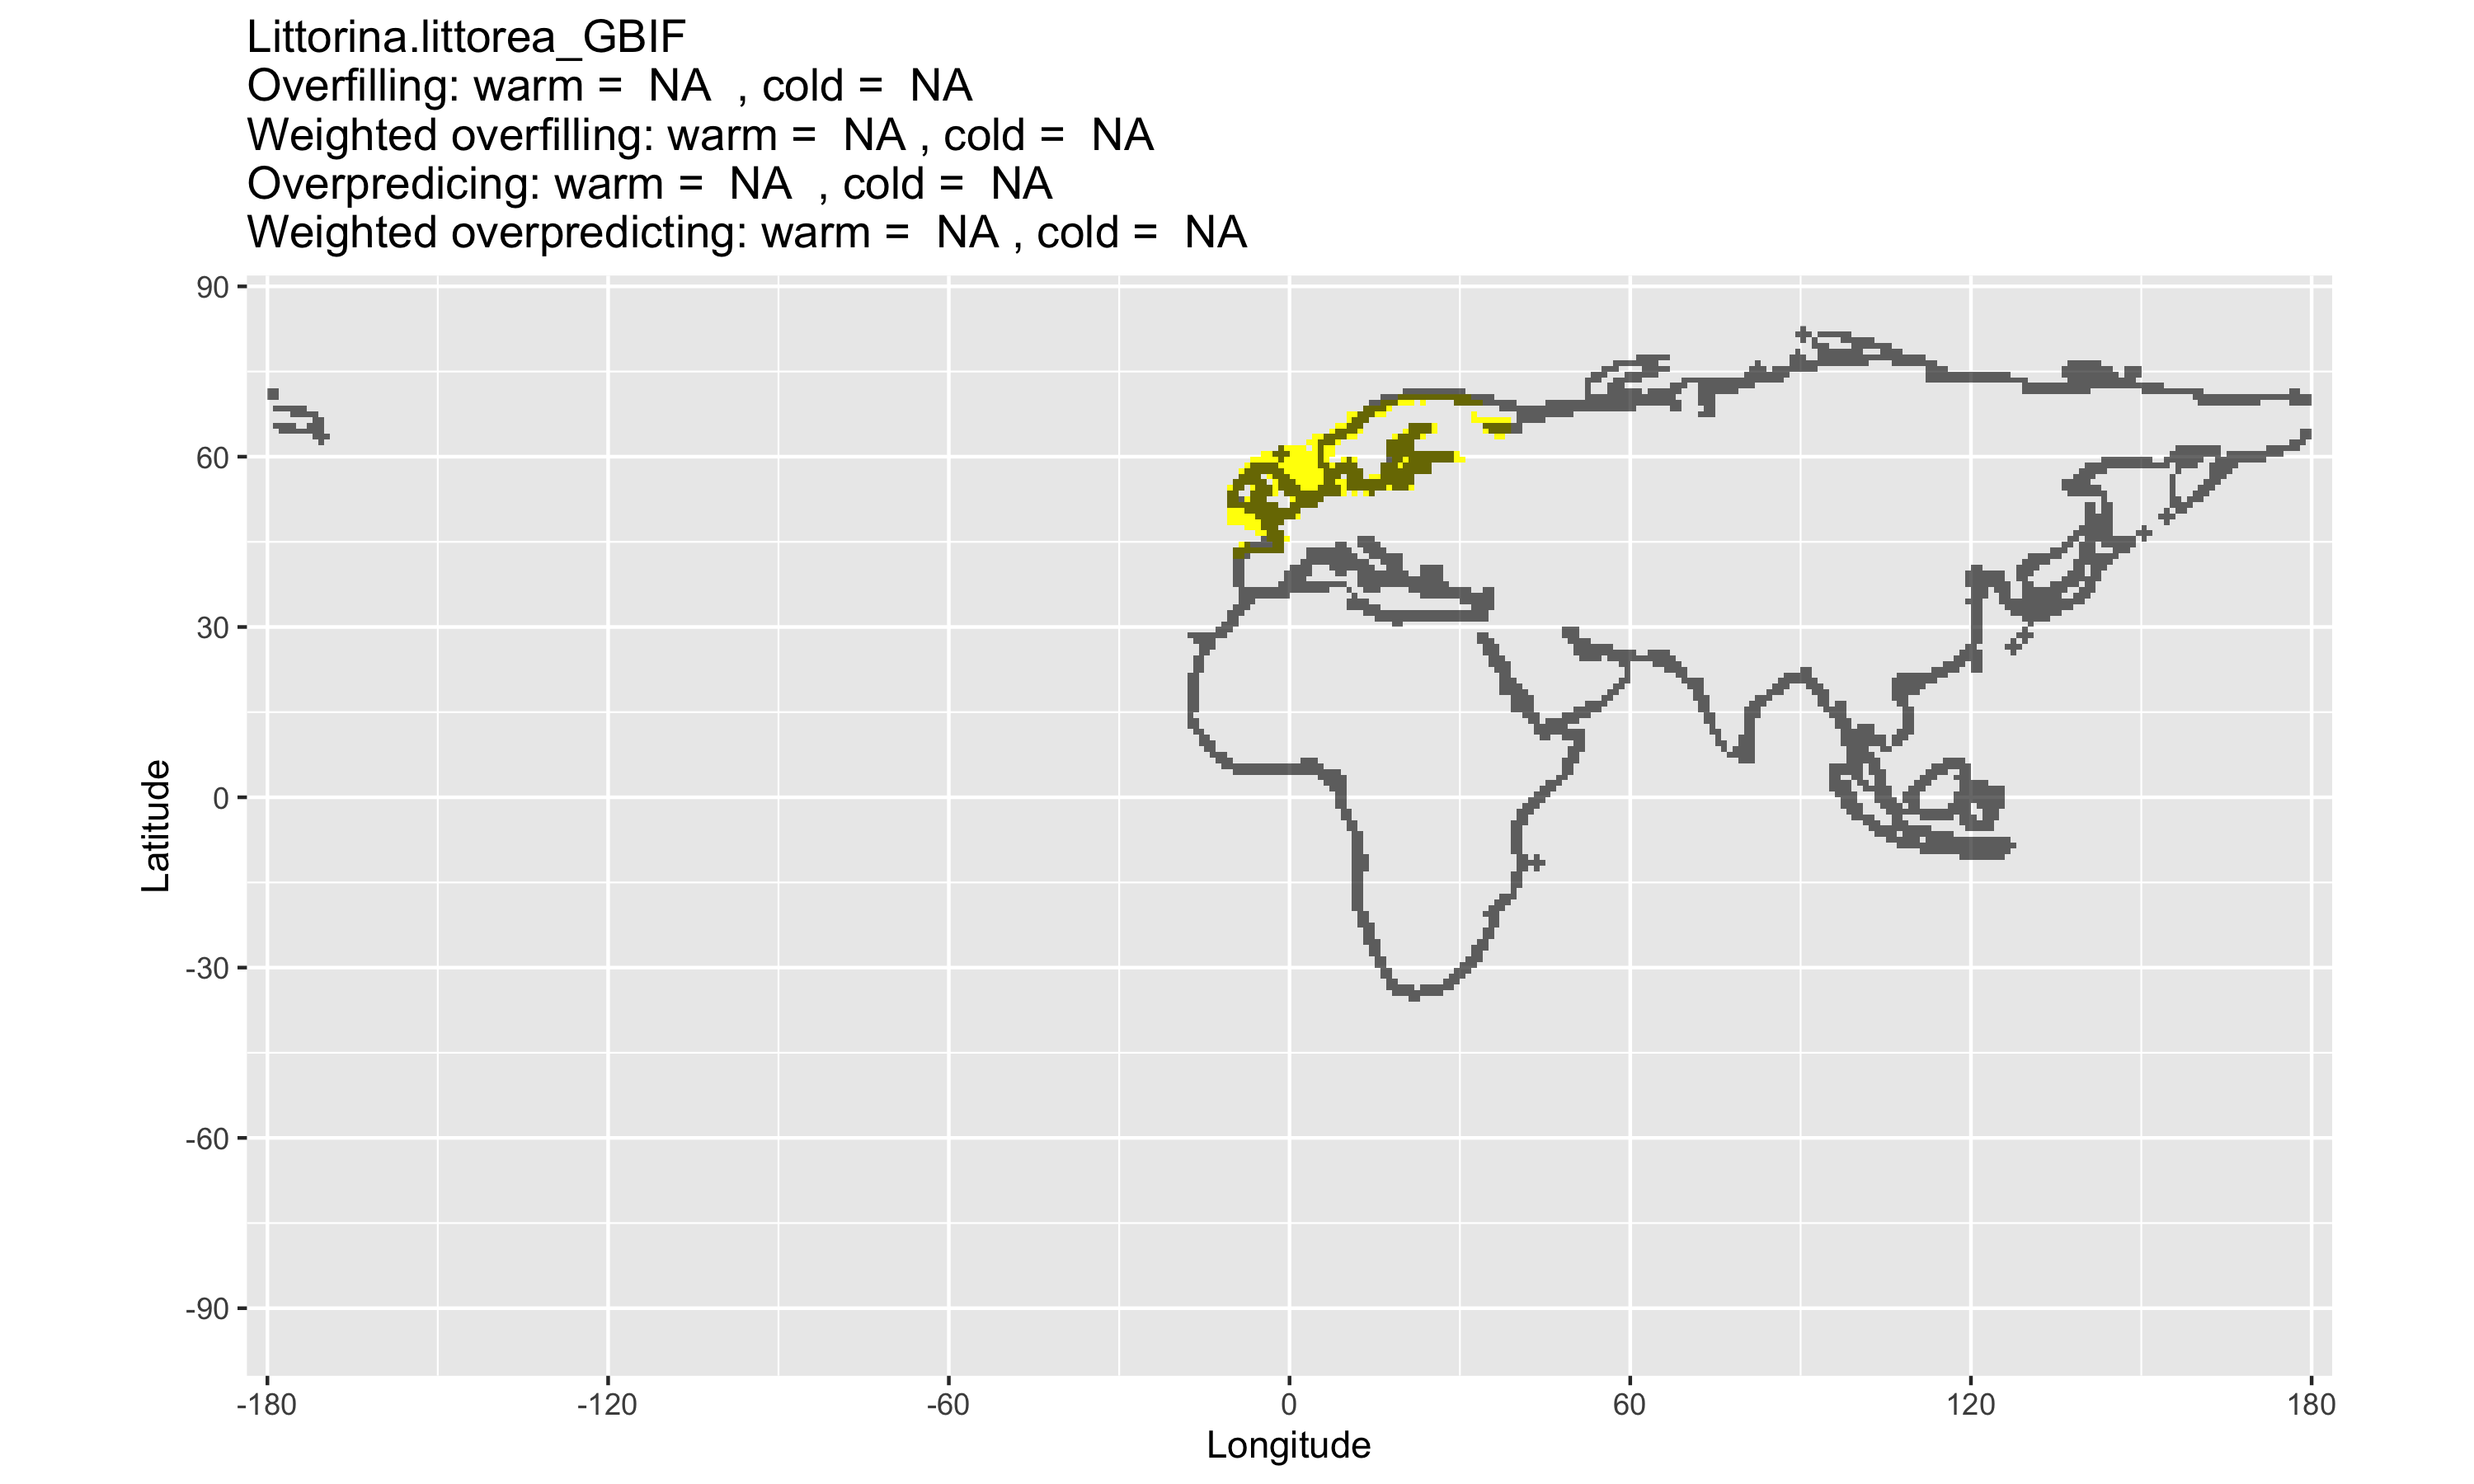 Littorina.littorea_GBIF
Overfilling: warm =  NA  , cold =  NA
Weighted overfilling: warm =  NA , cold =  NA
Overpredicing: warm =  NA  , cold =  NA
Weighted overpredicting: warm =  NA , cold =  NA
90
60
30
0
-30
-60
-90
Latitude
-180
-120
-60
0
60
120
180
Longitude